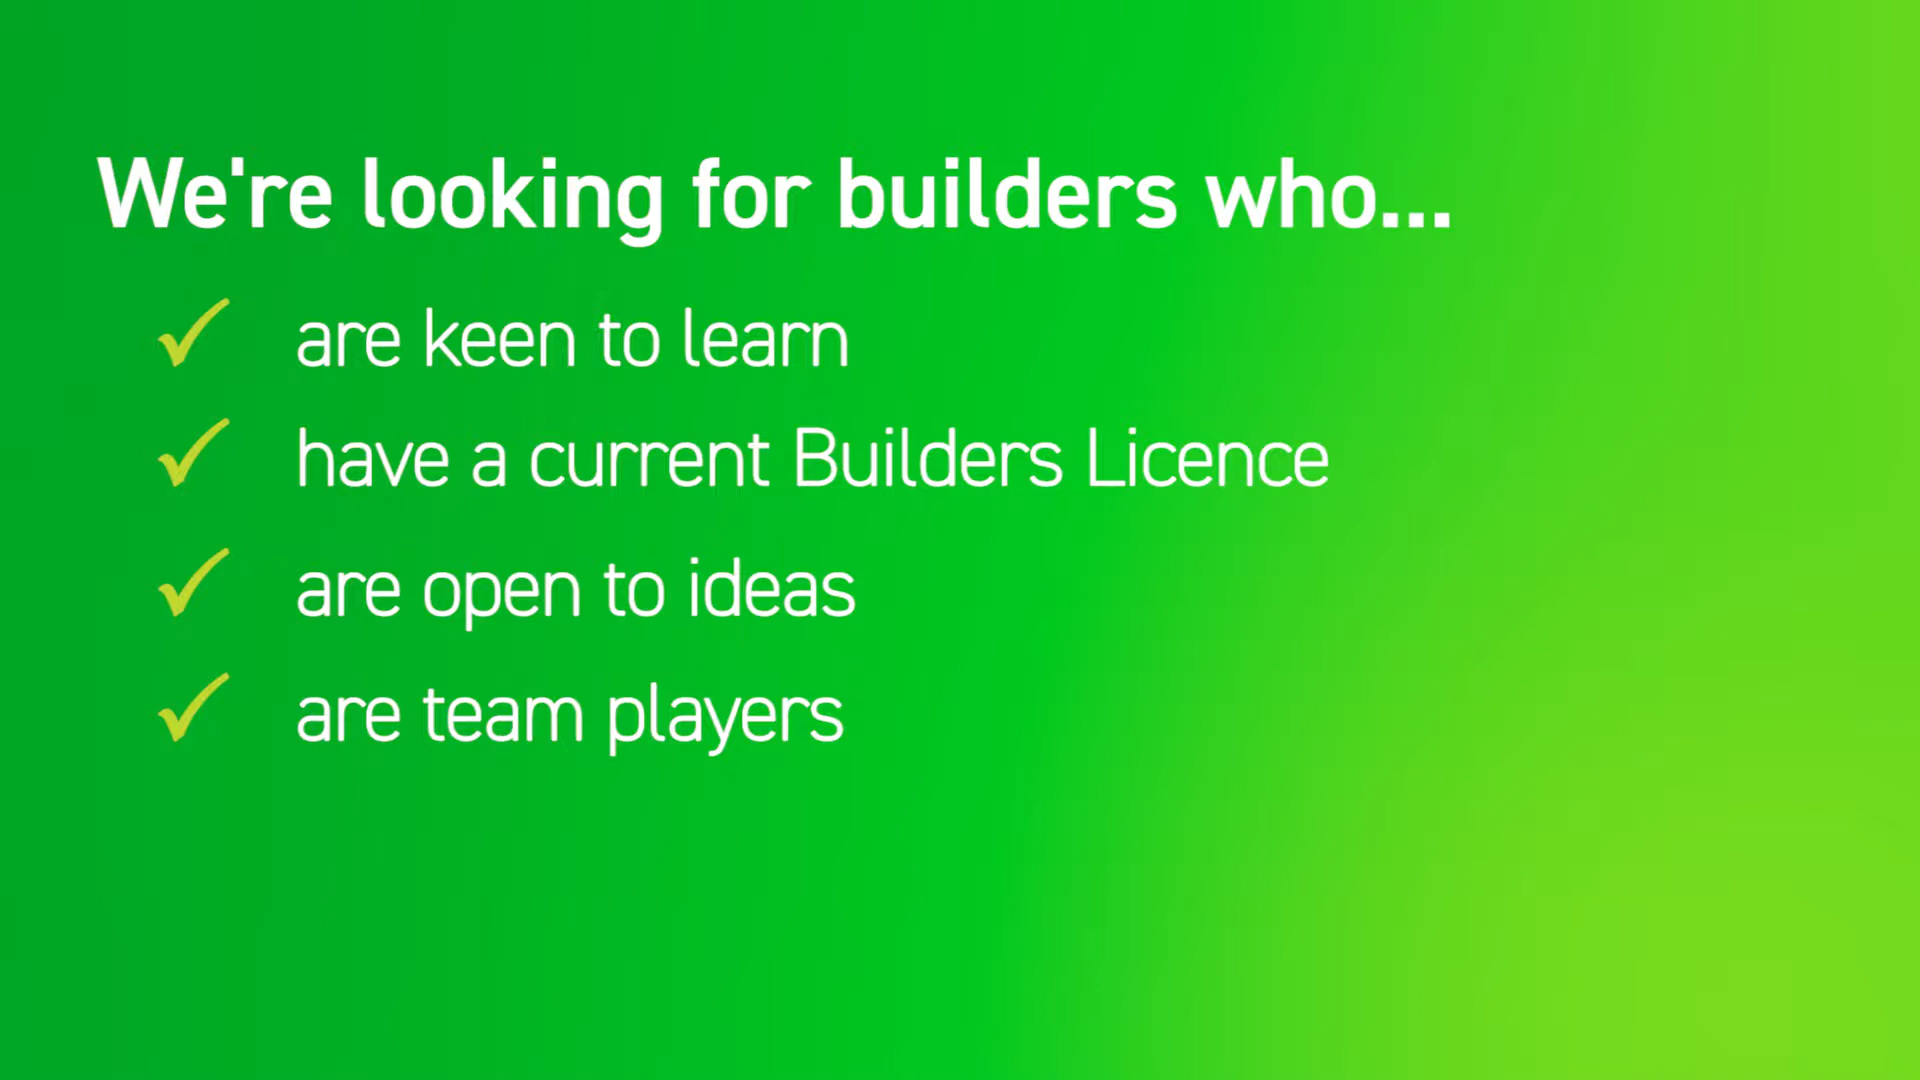 We're looking for builders who...
are keen to learn
have a current Builders Licence
are open to ideas
are team players